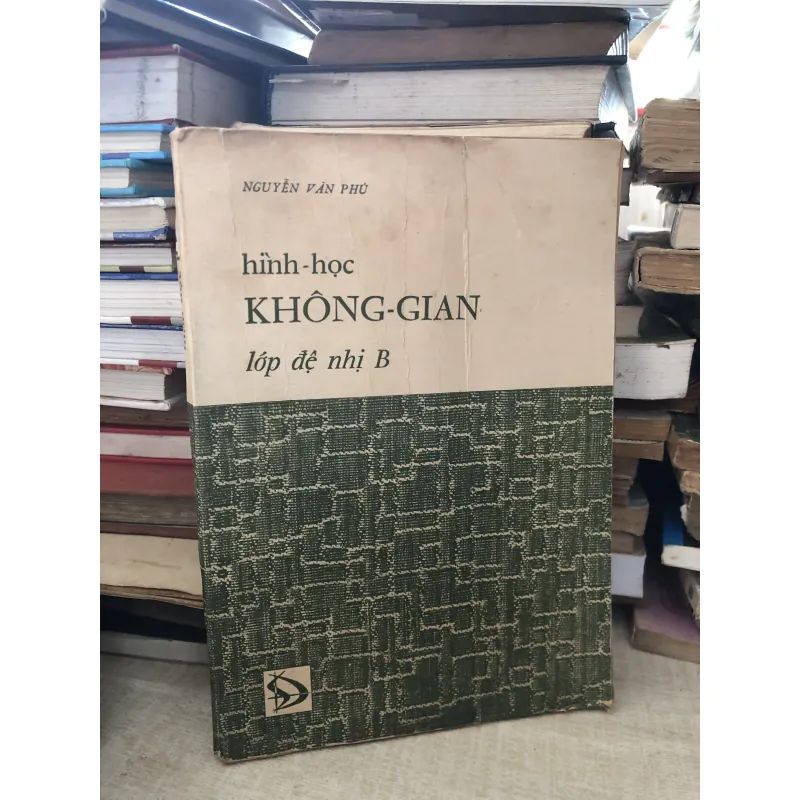 NGUYỄN VĂN PHÚ
hình-học
KHÔNG-GIAN
lớp đệ nhị B